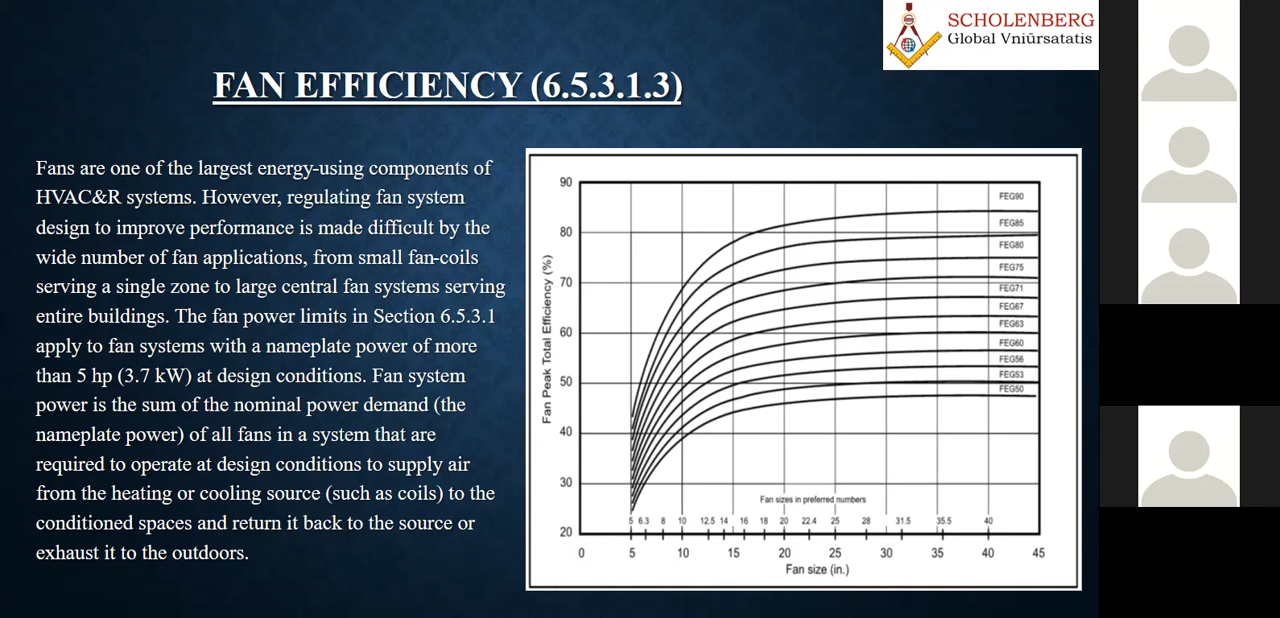 SCHOLENBERG
Global Vniūrsatatis
FAN EFFICIENCY (6.5.3.1.3)
Fans are one of the largest energy-using components of
HVAC&R systems. However, regulating fan system
design to improve performance is made difficult by the
wide number of fan applications, from small fan-coils
serving a single zone to large central fan systems serving
entire buildings. The fan power limits in Section 6.5.3.1
apply to fan systems with a nameplate power of more
than 5 hp (3.7 kW) at design conditions. Fan system
power is the sum of the nominal power demand (the
nameplate power) of all fans in a system that are
required to operate at design conditions to supply air
from the heating or cooling source (such as coils) to the
conditioned spaces and return it back to the source or
exhaust it to the outdoors.
Fan Peak Total Efficiency (%)
90
80
70
60
50
40
30
20
FEG90
FEG85
FEG80
FEG75
FEG71
FEG67
FEG63
FEG60
FEG56
FEG53
FEG50
Fan sizes in preferred numbers
5 6.3 8 10 12.5 14 16 18 20 22.4 25 28 31.5 35.5 40
0 5 10 15 20 25 30 35 40 45
Fan size (in.)